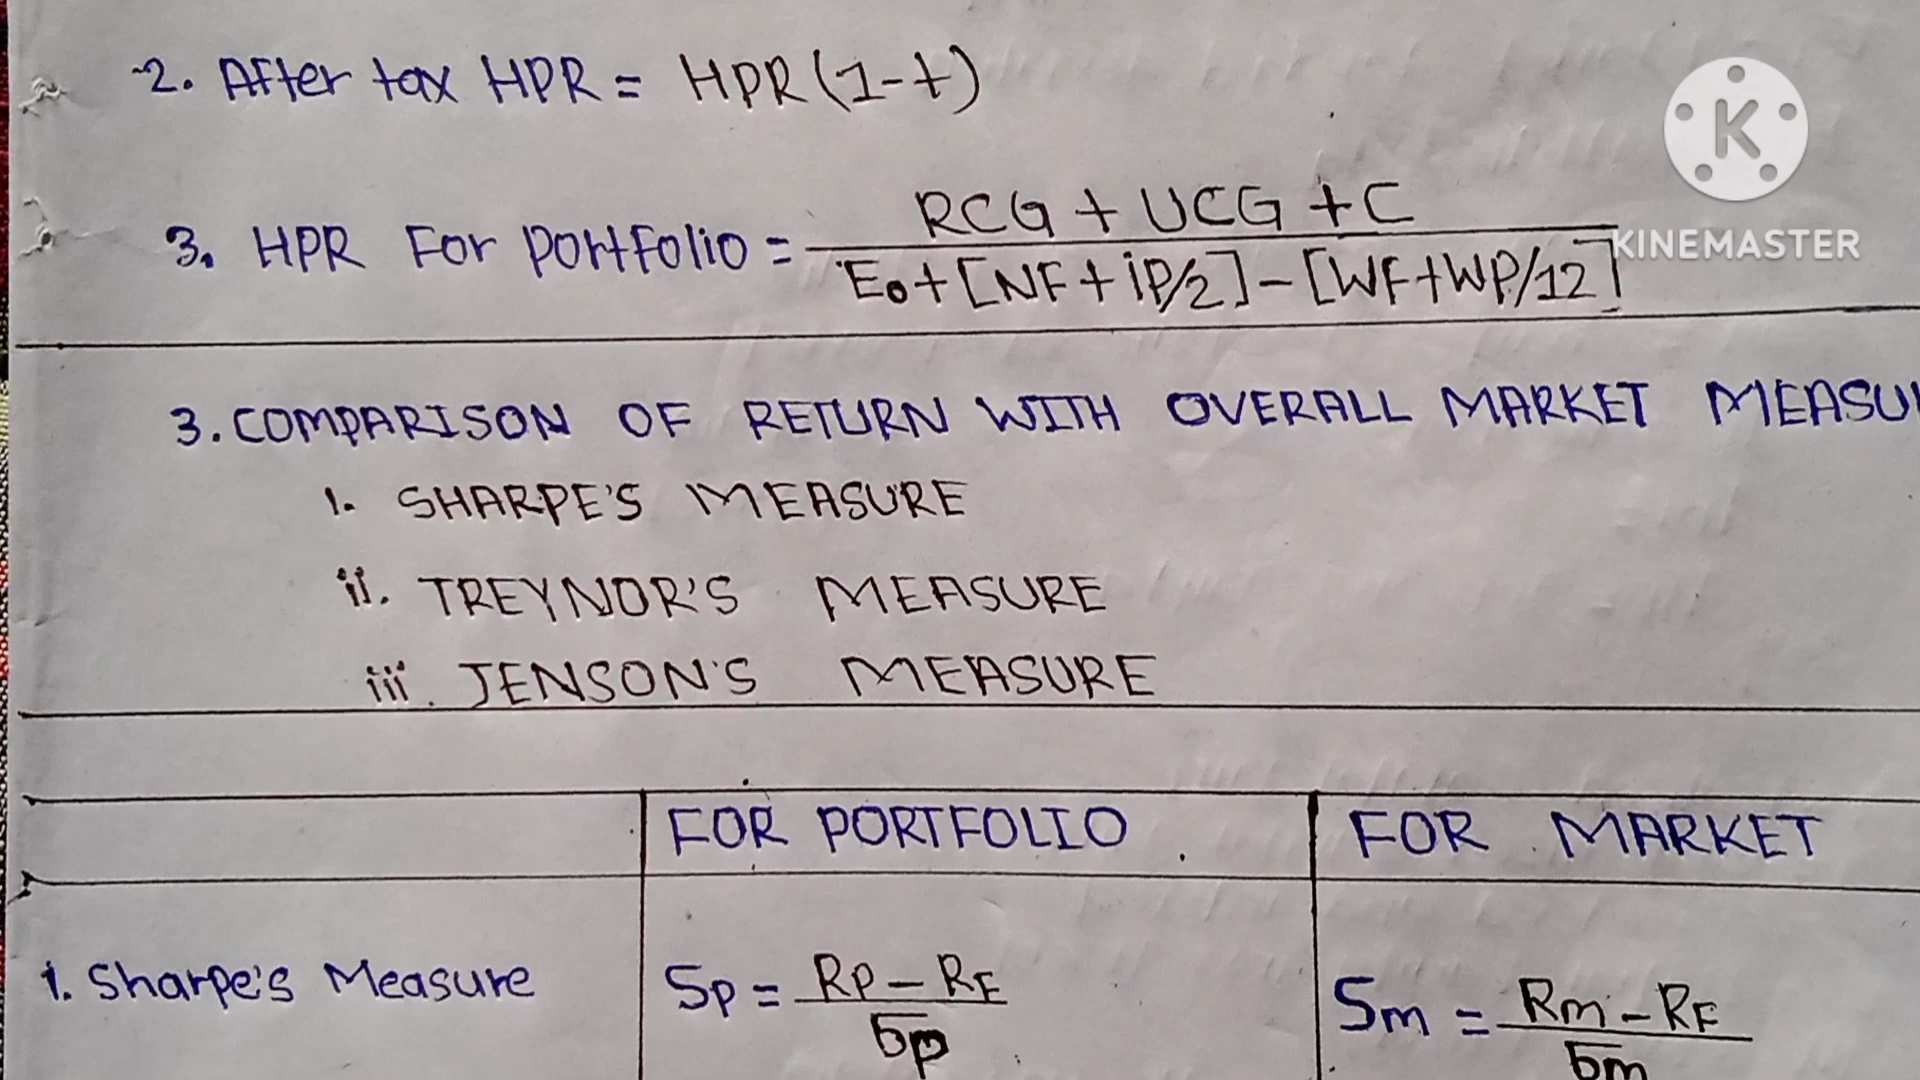 2. After tax HPR = HPR (1-t)
K
KINEMASTER
3. HPR For Portfolio = RCG + UCG + C
E0 + [NF + iP/2] - [WF + WP/12]
3. COMPARISON OF RETURN WITH OVERALL MARKET MEASU
i. SHARPE'S MEASURE
ii. TREYNOR'S MEASURE
iii. JENSON'S MEASURE
FOR PORTFOLIO FOR MARKET
1. Sharpe's Measure Sp = RP - RF Sm = Rm - RF
σp σm